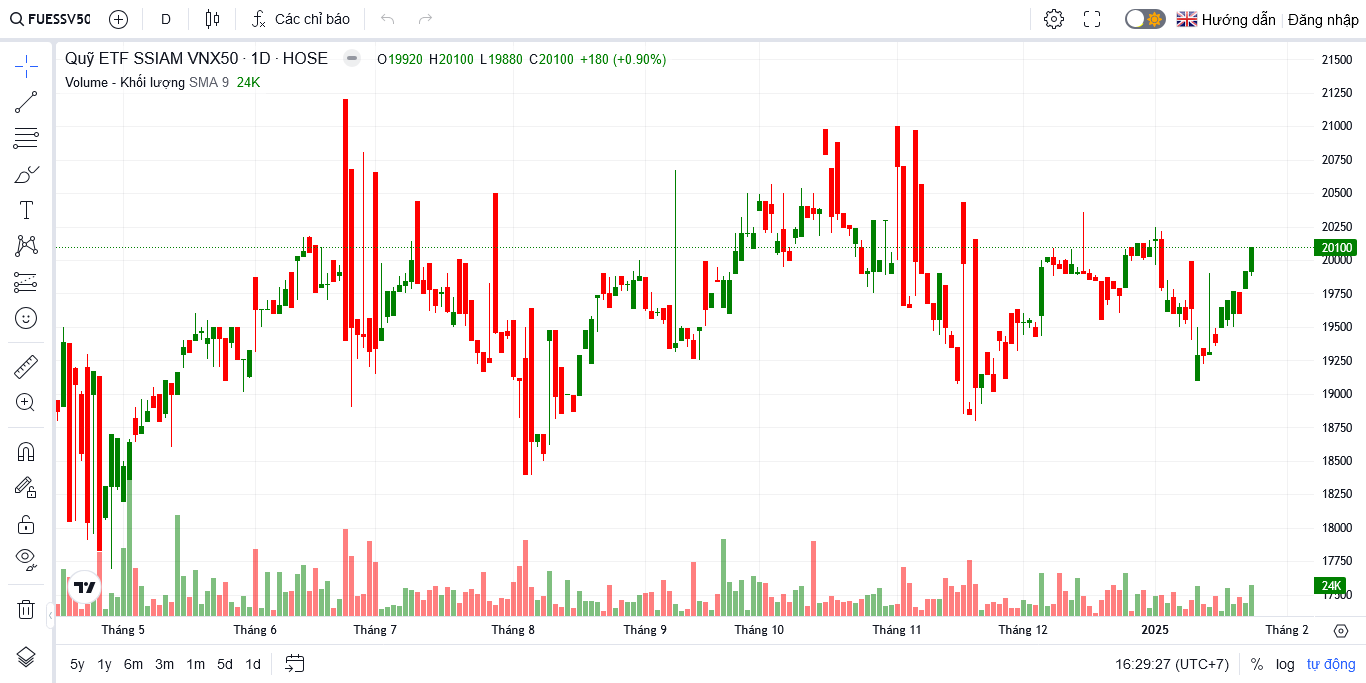 FUESSV50
D
Các chỉ báo
Hướng dẫn
Đăng nhập
Quỹ ETF SSIAM VNX50 · 1D · HOSE O19920 H20100 L19880 C20100 +180 (+0.90%)
Volume - Khối lượng SMA 9 24K
21500
21250
21000
20750
20500
20250
20100
20000
19750
19500
19250
19000
18750
18500
18250
18000
17750
24K
17500
Tháng 5 Tháng 6 Tháng 7 Tháng 8 Tháng 9 Tháng 10 Tháng 11 Tháng 12 2025 Tháng 2
5y 1y 6m 3m 1m 5d 1d
16:29:27 (UTC+7) % log tự động